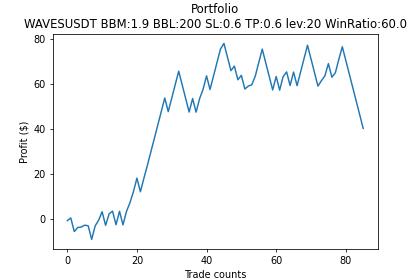 Portfolio
WAVESUSDT BBM:1.9 BBL:200 SL:0.6 TP:0.6 lev:20 WinRatio:60.0
80
60
40
20
0
Profit ($)
0 20 40 60 80
Trade counts